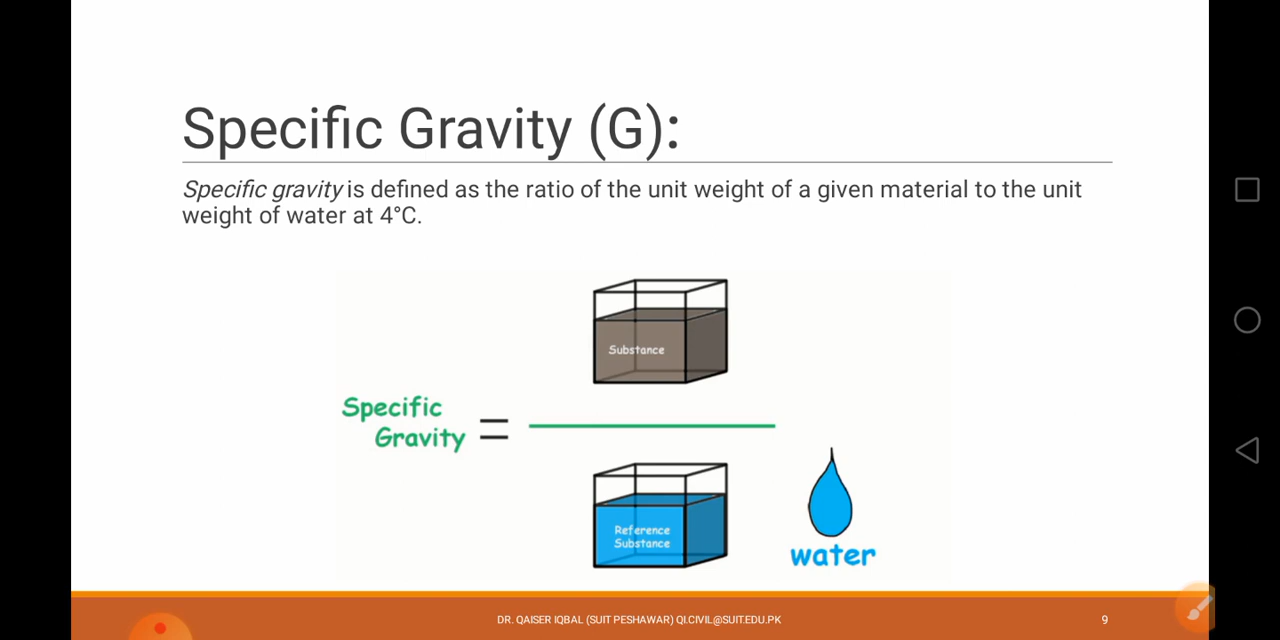 Specific Gravity (G):
Specific gravity is defined as the ratio of the unit weight of a given material to the unit
weight of water at 4°C.
Substance
Specific
Gravity
=
Reference
Substance
water
DR. QAISER IQBAL (SUIT PESHAWAR) QI.CIVIL@SUIT.EDU.PK
9